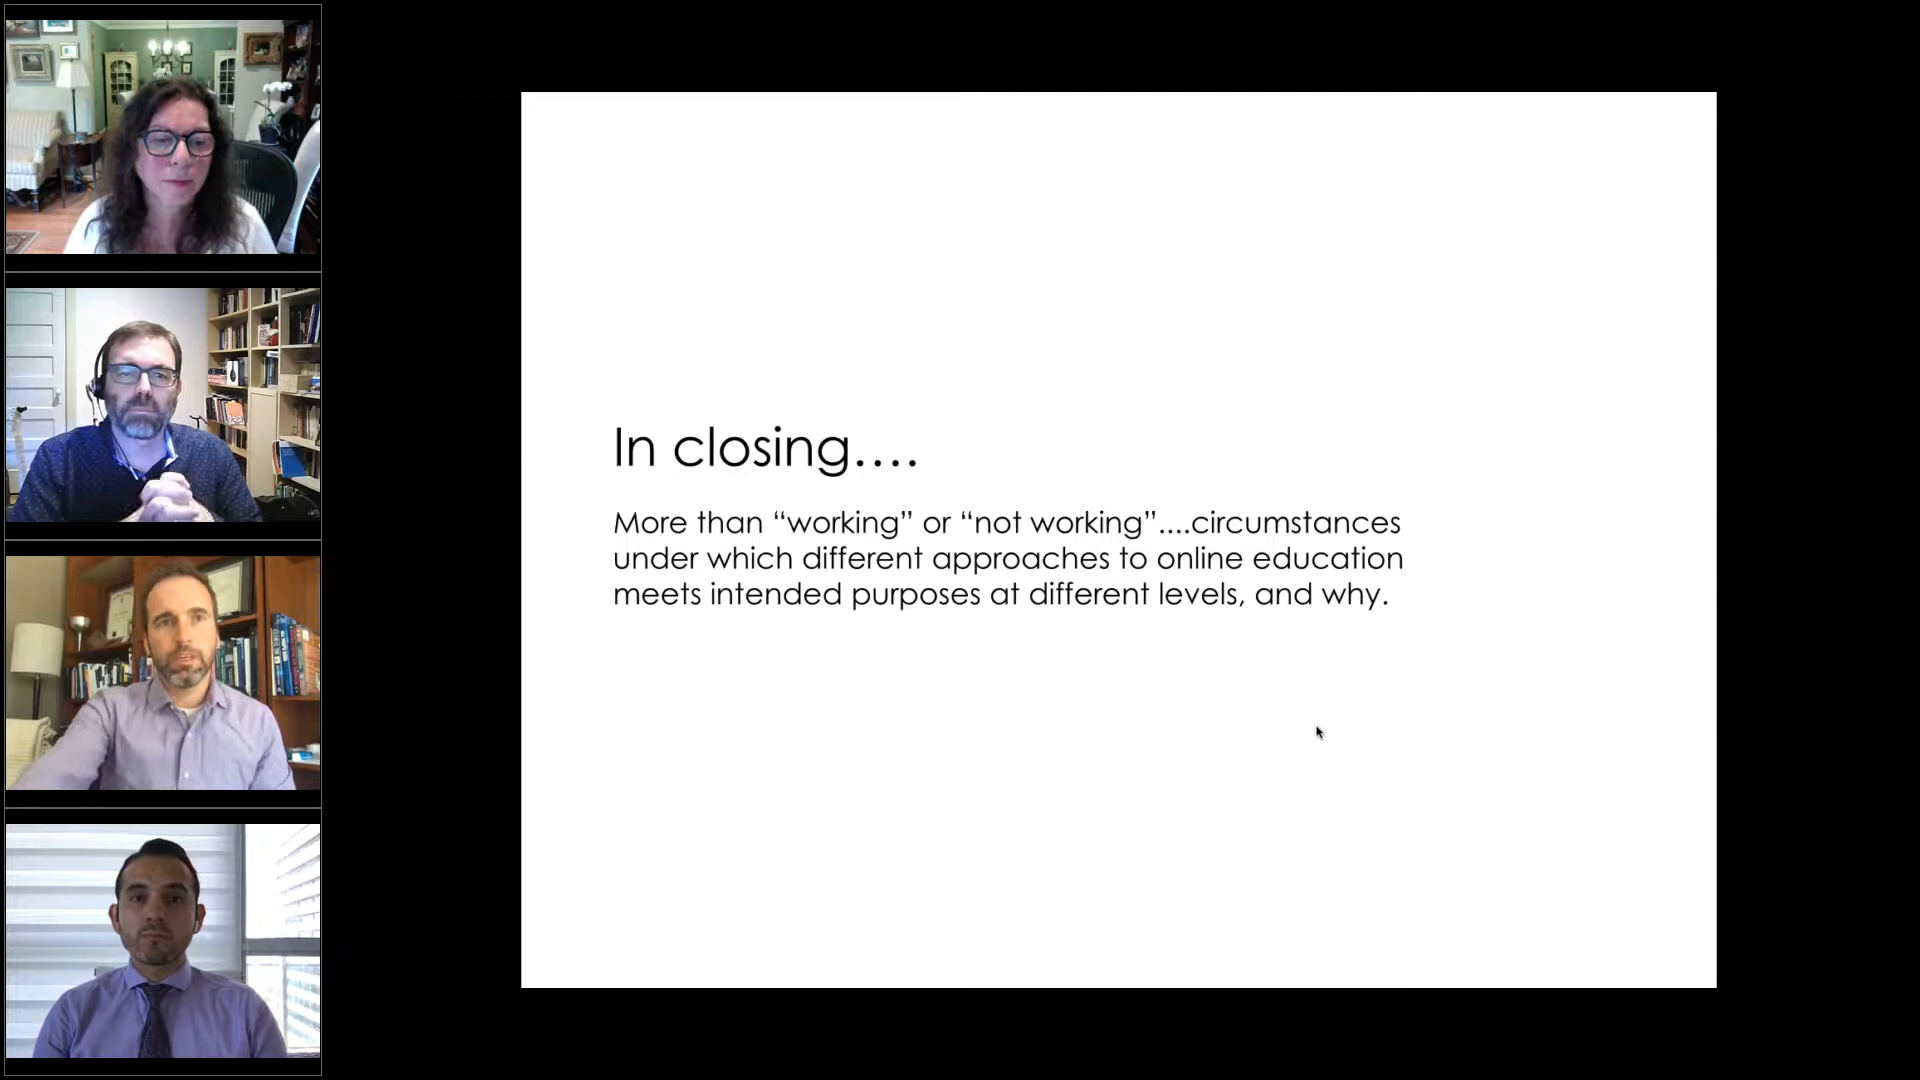 In closing....
More than “working” or “not working”....circumstances
under which different approaches to online education
meets intended purposes at different levels, and why.